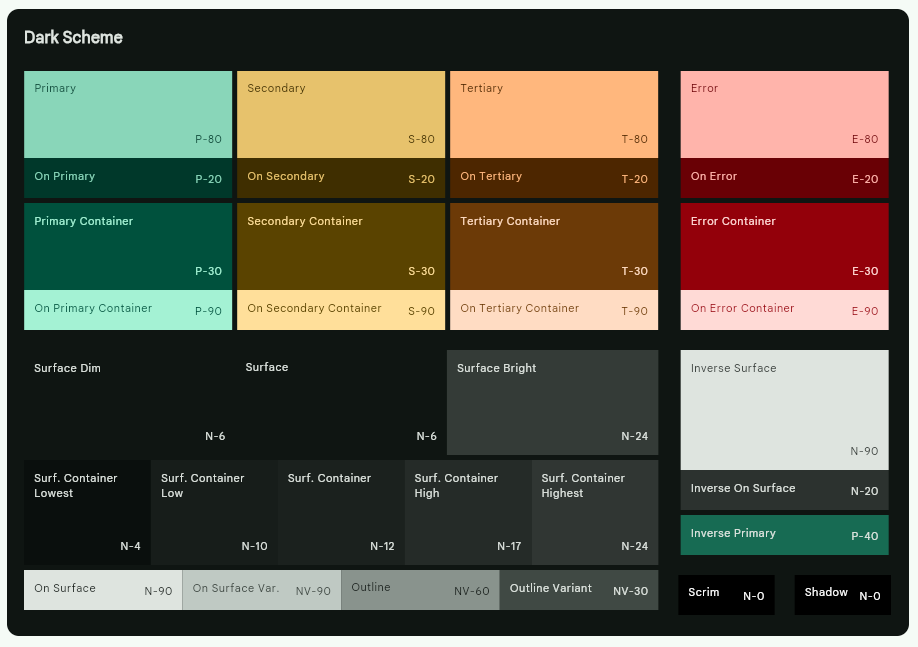 Dark Scheme
Primary
P-80
Secondary
S-80
Tertiary
T-80
Error
E-80
On Primary
P-20
On Secondary
S-20
On Tertiary
T-20
On Error
E-20
Primary Container
P-30
Secondary Container
S-30
Tertiary Container
T-30
Error Container
E-30
On Primary Container
P-90
On Secondary Container
S-90
On Tertiary Container
T-90
On Error Container
E-90
Surface Dim
N-6
Surface
N-6
Surface Bright
N-24
Inverse Surface
N-90
Surf. Container
Lowest
N-4
Surf. Container
Low
N-10
Surf. Container
N-12
Surf. Container
High
N-17
Surf. Container
Highest
N-24
Inverse On Surface
N-20
Inverse Primary
P-40
On Surface
N-90
On Surface Var.
NV-90
Outline
NV-60
Outline Variant
NV-30
Scrim
N-0
Shadow
N-0